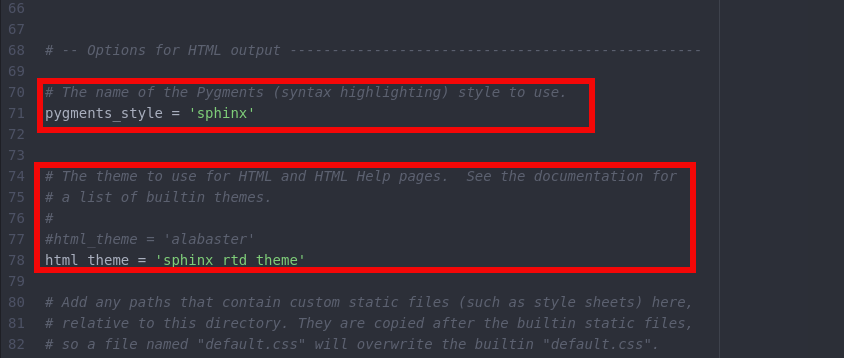 66
67
68 # -- Options for HTML output -------------------------------------------------
69
70 # The name of the Pygments (syntax highlighting) style to use.
71 pygments_style = 'sphinx'
72
73
74 # The theme to use for HTML and HTML Help pages.  See the documentation for
75 # a list of builtin themes.
76 #
77 #html_theme = 'alabaster'
78 html_theme = 'sphinx_rtd_theme'
79
80 # Add any paths that contain custom static files (such as style sheets) here,
81 # relative to this directory. They are copied after the builtin static files,
82 # so a file named "default.css" will overwrite the builtin "default.css".